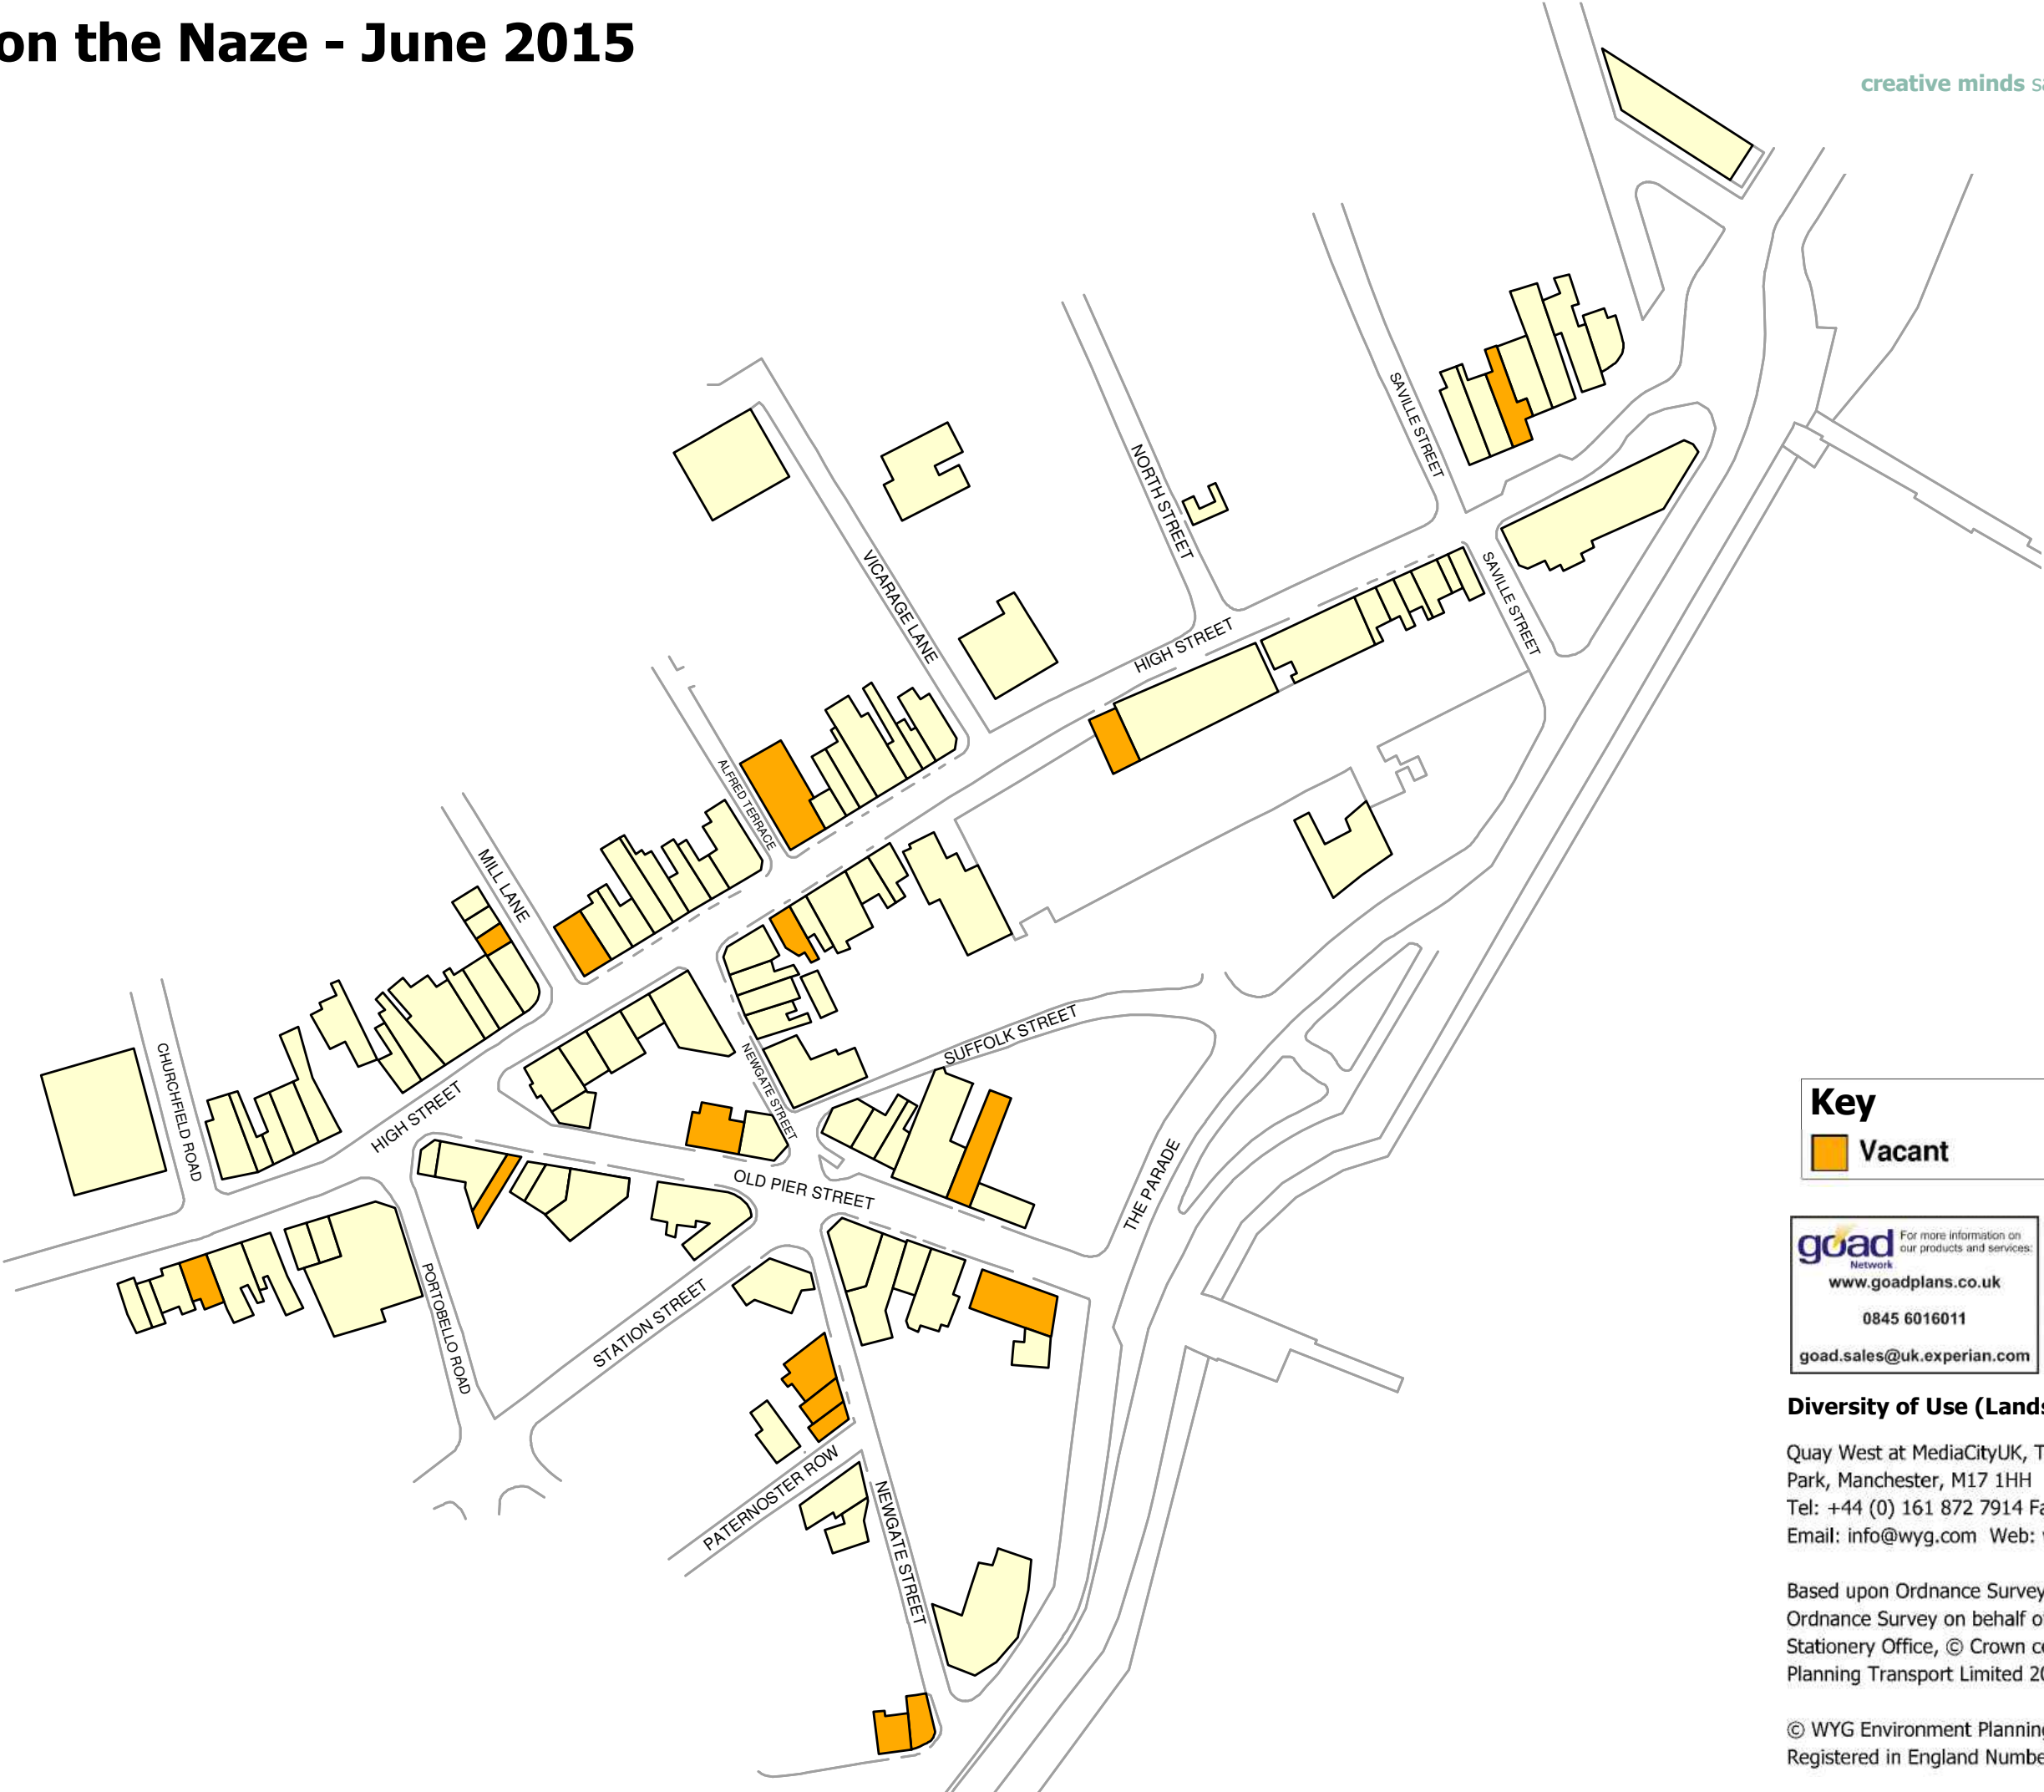 on the Naze - June 2015
creative minds
SAVILLE STREET
NORTH STREET
VICARAGE LANE
SAVILLE STREET
HIGH STREET
ALFRED TERRACE
MILL LANE
SUFFOLK STREET
NEWGATE STREET
CHURCHFIELD ROAD
HIGH STREET
THE PARADE
OLD PIER STREET
PORTOBELLO ROAD
STATION STREET
PATERNOSTER ROW
NEWGATE STREET
Key
Vacant
goad
Network
For more information on
our products and services:
www.goadplans.co.uk
0845 6016011
goad.sales@uk.experian.com
Diversity of Use (Lands
Quay West at MediaCityUK, T
Park, Manchester, M17 1HH
Tel: +44 (0) 161 872 7914 Fa
Email: info@wyg.com Web:
Based upon Ordnance Survey
Ordnance Survey on behalf o
Stationery Office, © Crown c
Planning Transport Limited 20
© WYG Environment Planning
Registered in England Numbe